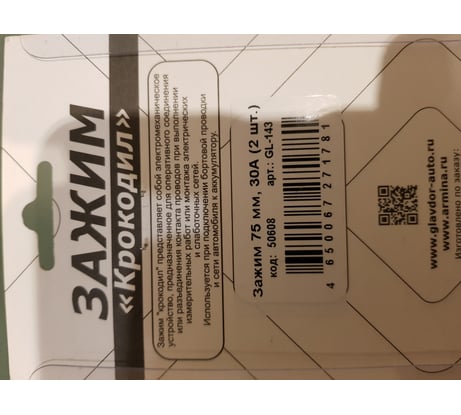 ЗАЖИМ
«Крокодил»
Зажим "крокодил" представляет собой электромеханическое
устройство, предназначенное для оперативного соединения
или разъединения контакта проводов при выполнении
измерительных работ или монтажа электрических
и слаботочных сетей.
Используется при подключении бортовой проводки
и сети автомобиля к аккумулятору.
Зажим 75 мм, 30А (2 шт.)
код: 50608 арт.: GL-143
4 650067 271781
www.glavdor-auto.ru
www.armina.ru
Изготовлено по заказу: